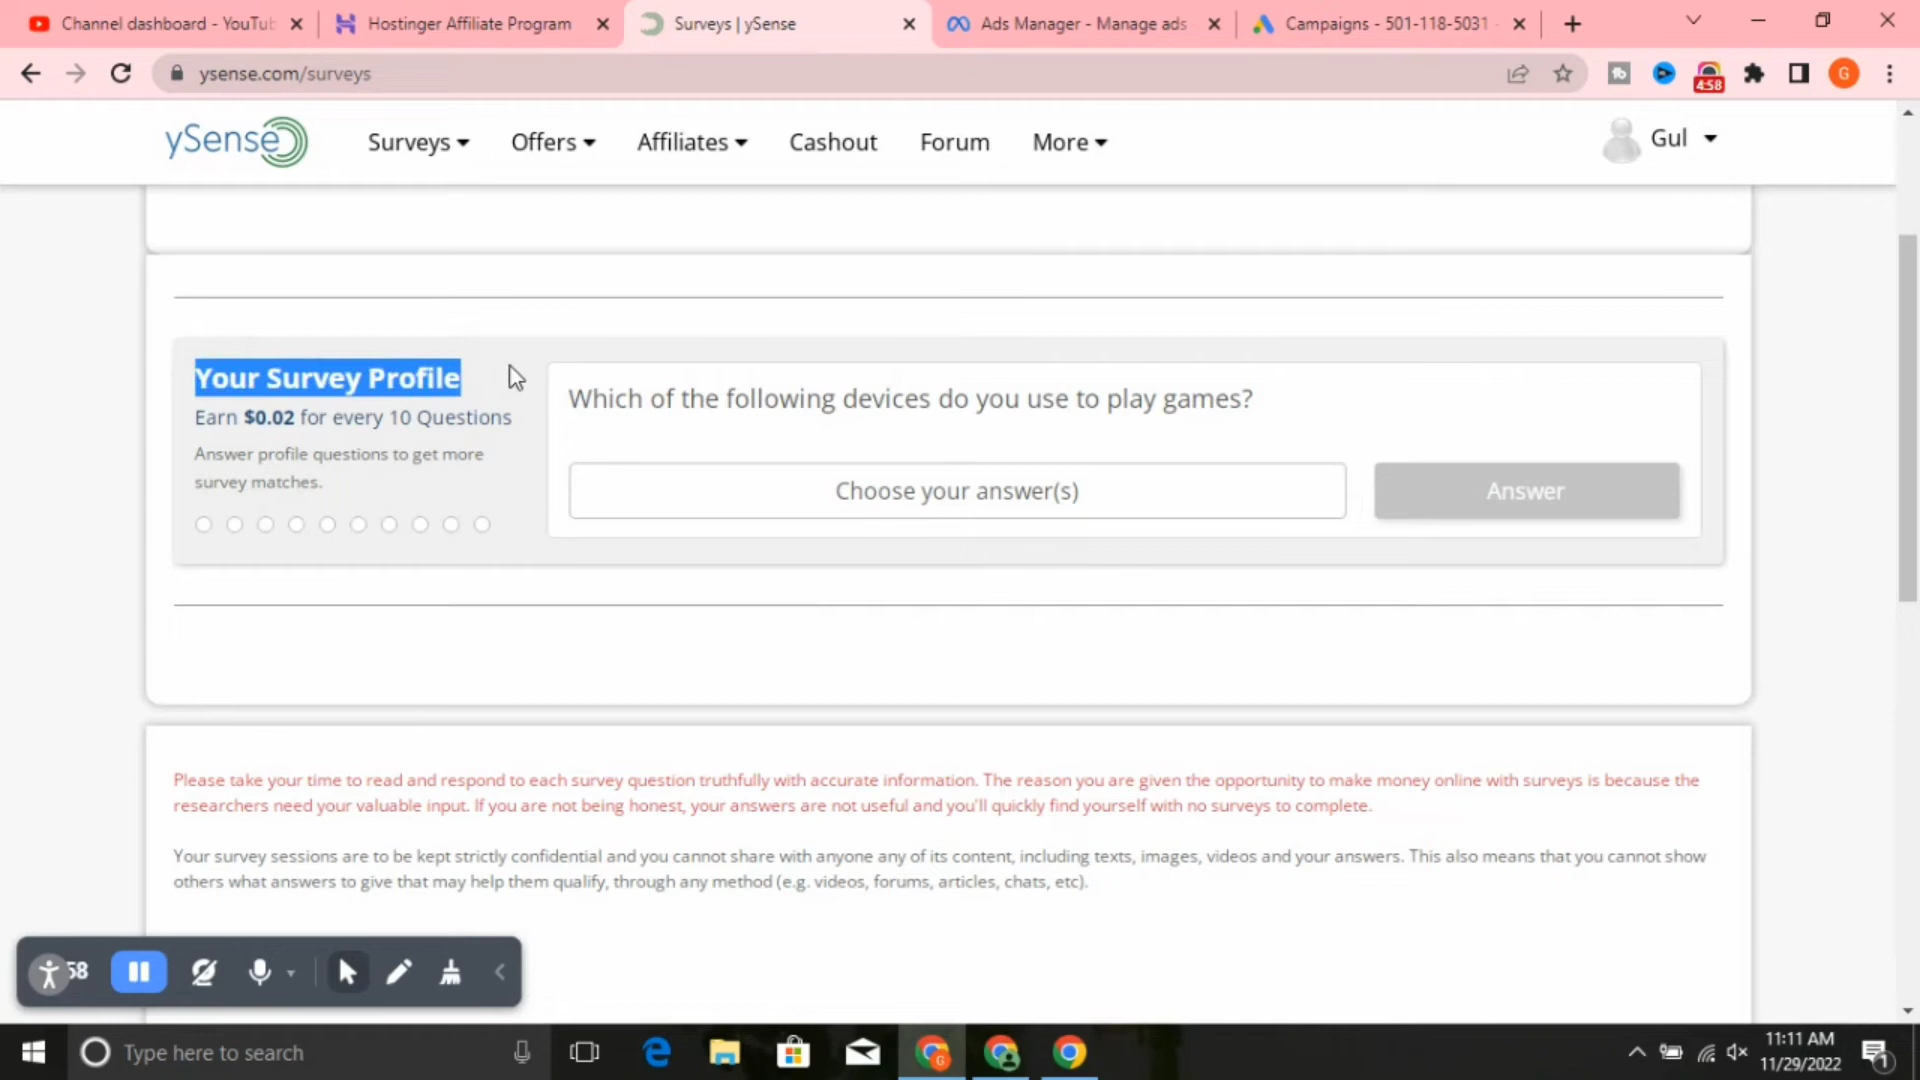 Channel dashboard - YouTub
Hostinger Affiliate Program
Surveys | ySense
Ads Manager - Manage ads
Campaigns - 501-118-5031 -
ysense.com/surveys
4:58
G
ySense
Surveys
Offers
Affiliates
Cashout
Forum
More
Gul
Your Survey Profile
Earn $0.02 for every 10 Questions
Answer profile questions to get more
survey matches.
Which of the following devices do you use to play games?
Choose your answer(s)
Answer
Please take your time to read and respond to each survey question truthfully with accurate information. The reason you are given the opportunity to make money online with surveys is because the
researchers need your valuable input. If you are not being honest, your answers are not useful and you'll quickly find yourself with no surveys to complete.
Your survey sessions are to be kept strictly confidential and you cannot share with anyone any of its content, including texts, images, videos and your answers. This also means that you cannot show
others what answers to give that may help them qualify, through any method (e.g. videos, forums, articles, chats, etc).
58
Type here to search
G
11:11 AM
11/29/2022
1